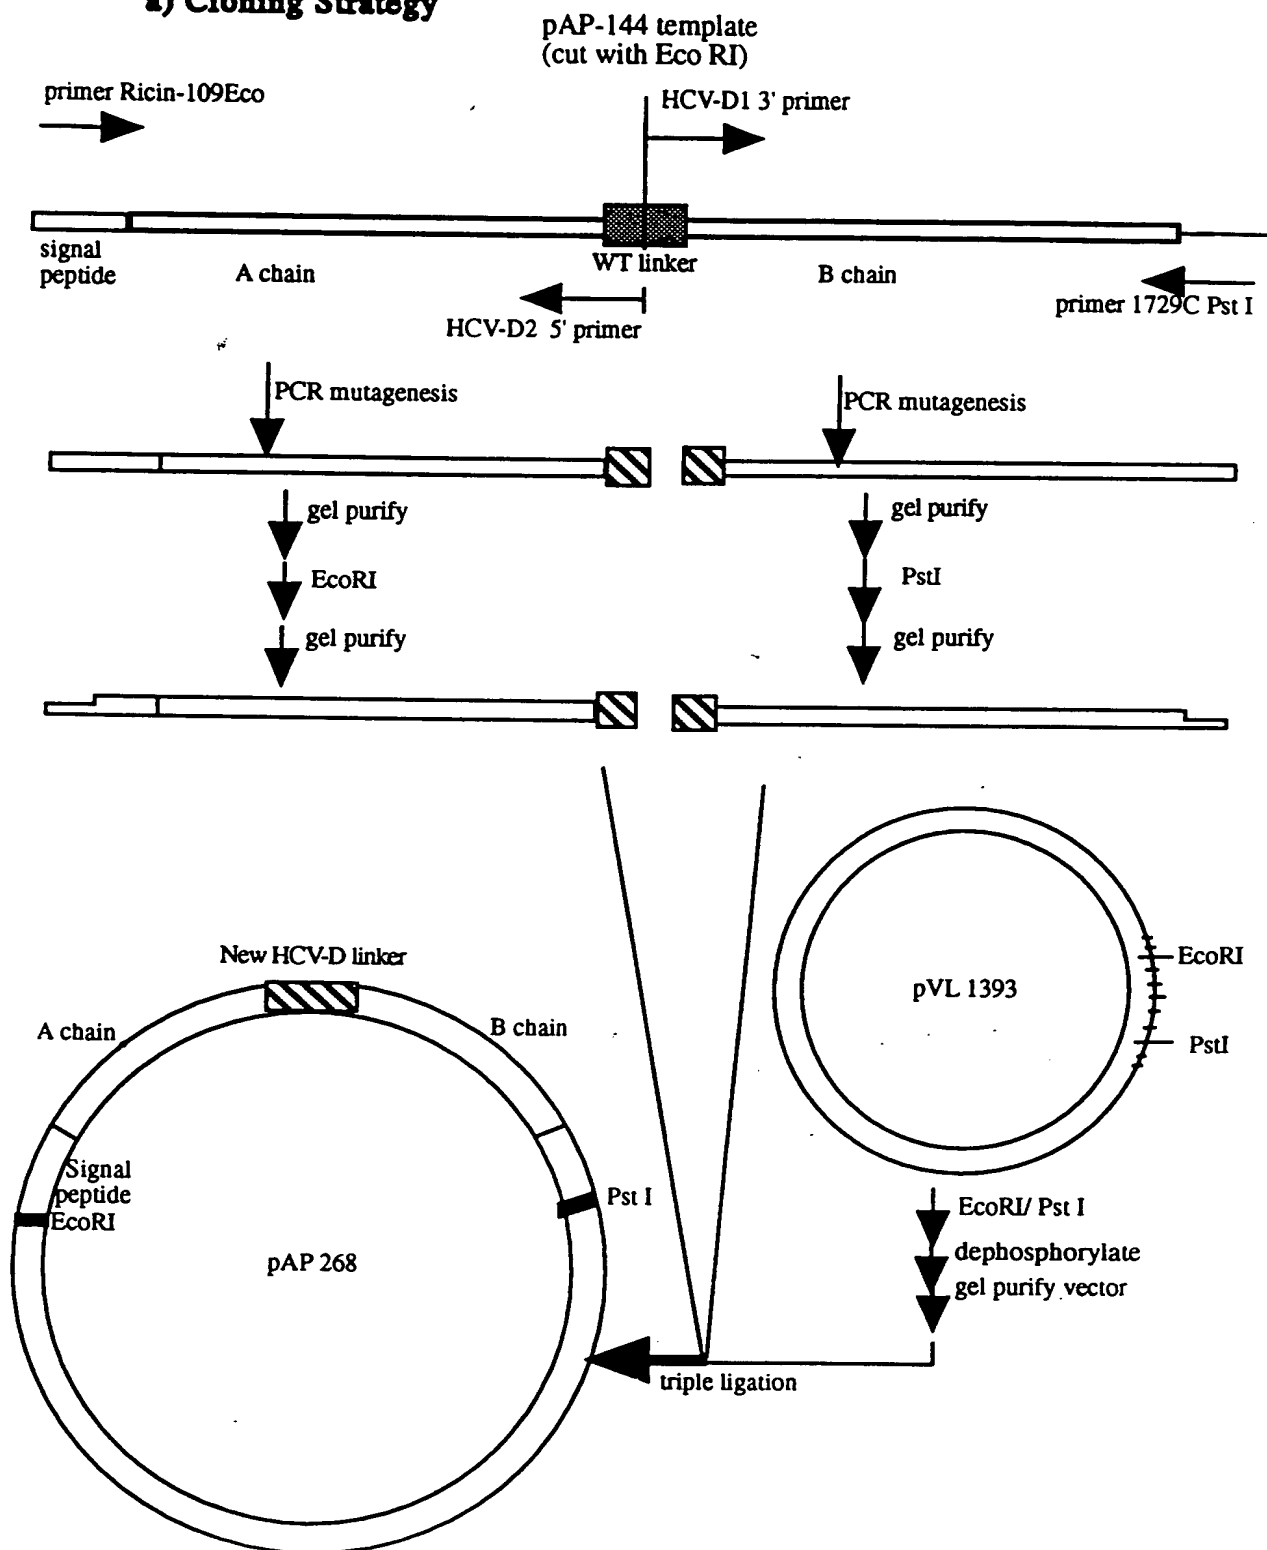 a) Cloning Strategy
pAP-144 template
(cut with Eco RI)
primer Ricin-109Eco
HCV-D1 3' primer
signal
peptide
A chain
WT linker
B chain
HCV-D2 5' primer
primer 1729C Pst I
PCR mutagenesis
PCR mutagenesis
gel purify
gel purify
EcoRI
PstI
gel purify
gel purify
New HCV-D linker
A chain
B chain
pVL 1393
EcoRI
PstI
Signal
peptide
EcoRI
Pst I
pAP 268
EcoRI/ Pst I
dephosphorylate
gel purify vector
triple ligation